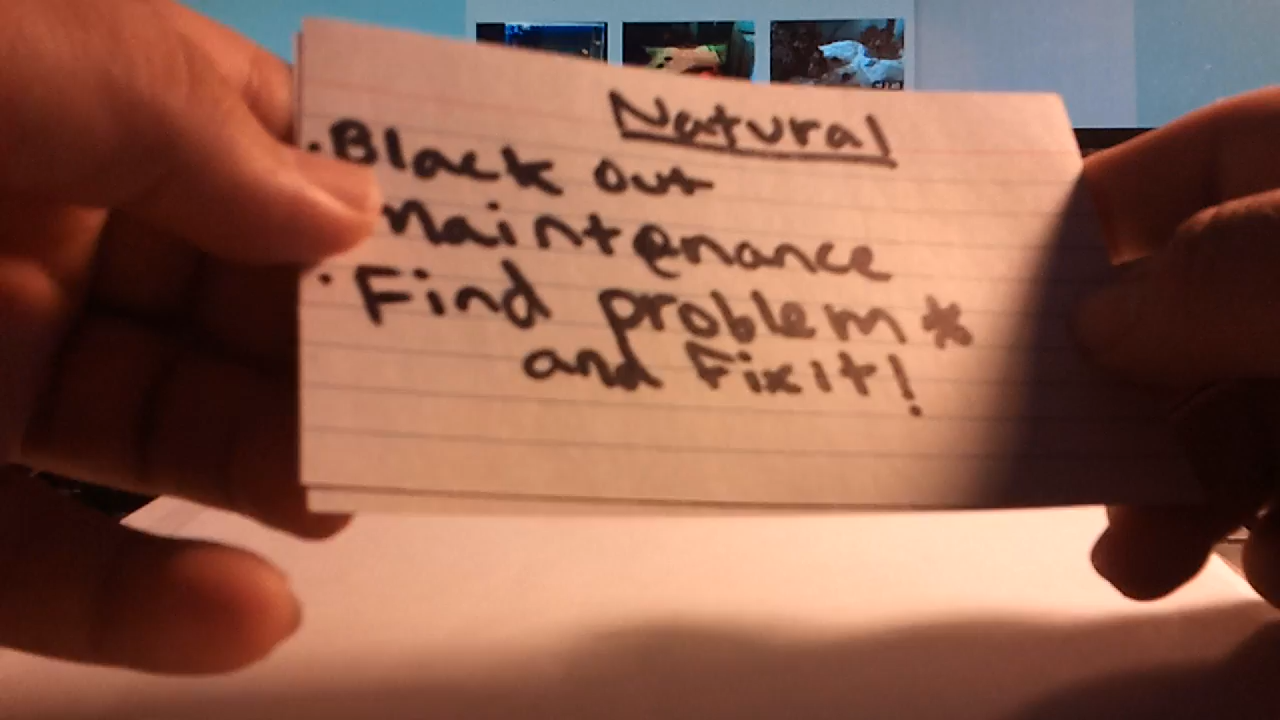 Natural
· Black Out
Maintenance
· Find problem *
and Fix It!